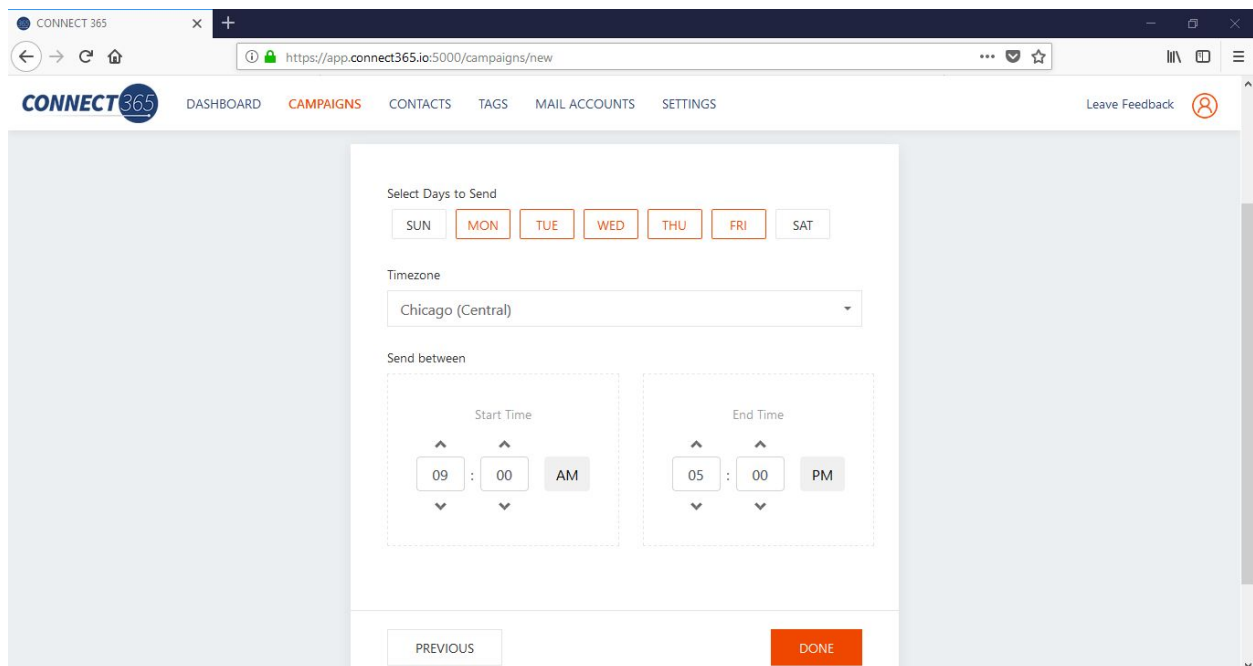 CONNECT 365
https://app.connect365.io:5000/campaigns/new
CONNECT 365 DASHBOARD CAMPAIGNS CONTACTS TAGS MAIL ACCOUNTS SETTINGS Leave Feedback
Select Days to Send
SUN MON TUE WED THU FRI SAT
Timezone
Chicago (Central)
Send between
Start Time End Time
09 : 00 AM 05 : 00 PM
PREVIOUS DONE